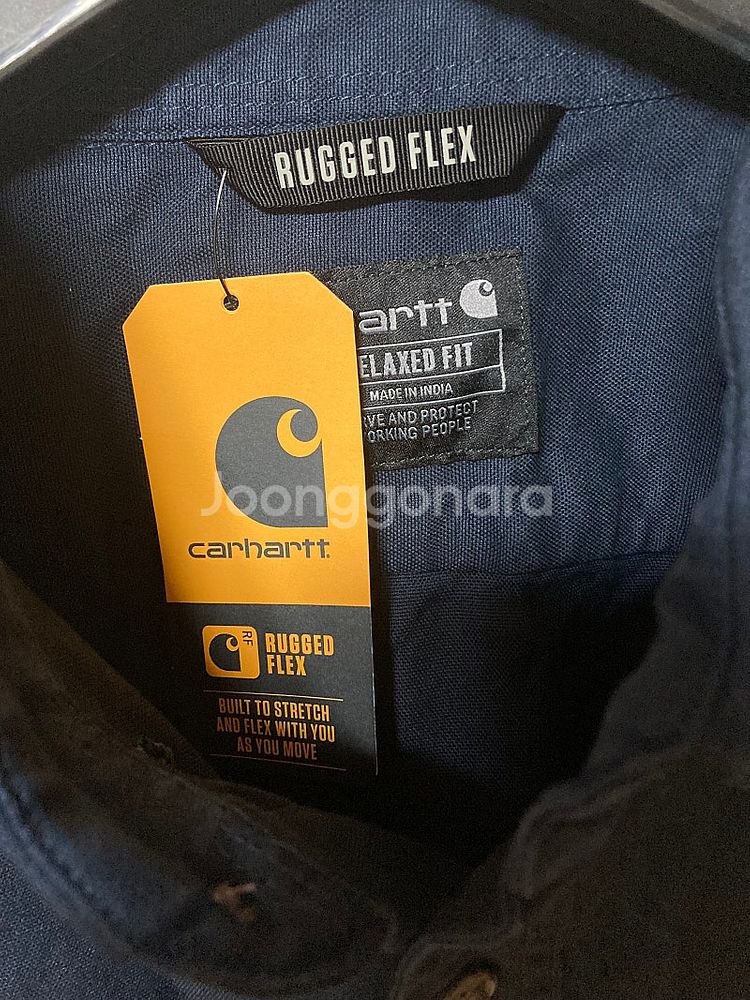 RUGGED FLEX
artt
ELAXED FIT
MADE IN INDIA
VE AND PROTECT
ORKING PEOPLE
carhartt
RF
RUGGED
FLEX
BUILT TO STRETCH
AND FLEX WITH YOU
AS YOU MOVE
Joonggonara